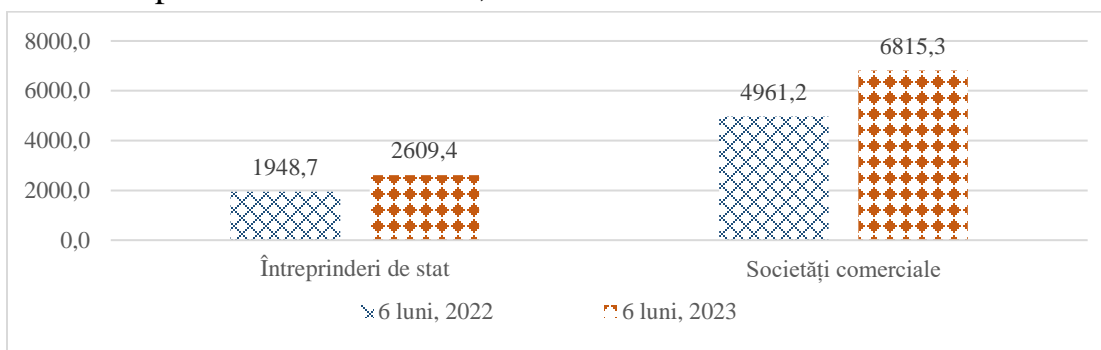 8000,0
6000,0
4000,0
2000,0
0,0
6815,3
4961,2
2609,4
1948,7
Întreprinderi de stat
Societăți comerciale
6 luni, 2022
6 luni, 2023